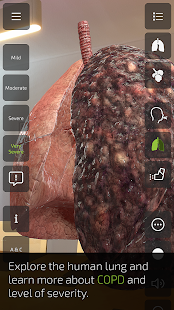 Mild
Moderate
Severe
Very
Severe
i
A & C
Explore the human lung and
learn more about COPD and
level of severity.